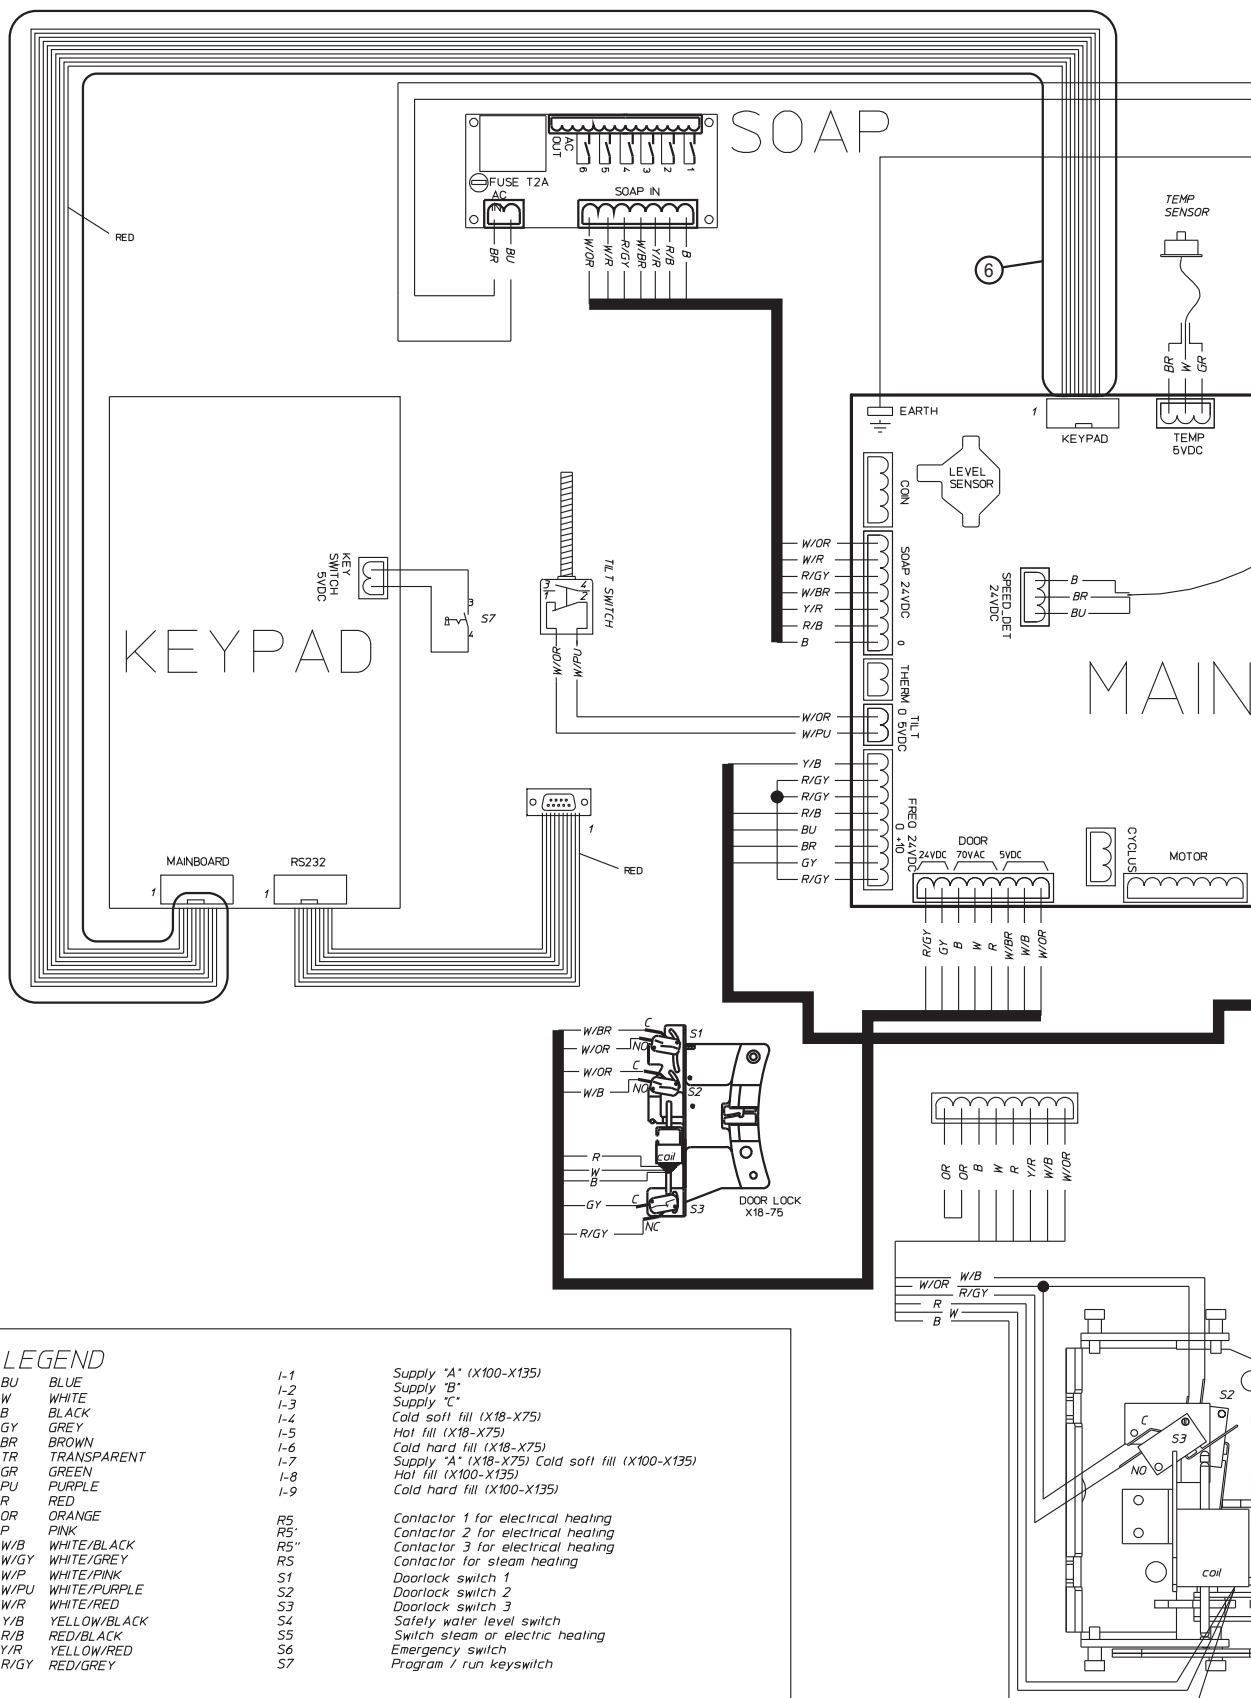 SOAP
AC
OUT
6
5
4
3
2
1
FUSE T2A
AC
IN
SOAP IN
BR
BU
W/OR
W/R
R/GY
W/BR
Y/R
R/B
B
RED
6
TEMP
SENSOR
BR
W
GR
EARTH
1
KEYPAD
TEMP
5VDC
LEVEL
SENSOR
COIN
SOAP 24VDC
0
W/OR
W/R
R/GY
W/BR
Y/R
R/B
B
SPEED_DET
24VDC
B
BR
BU
MAIN
KEYPAD
KEY
SWITCH
5VDC
3
4
S7
3
4
1
2
TILT SWITCH
W/OR
W/PU
THERM
TILT
0 5VDC
W/OR
W/PU
Y/B
R/GY
R/GY
R/B
BU
BR
GY
R/GY
FREQ 24VDC
0 +10
DOOR
24VDC
70VAC
5VDC
CYCLUS
MOTOR
R/GY
GY
B
W
R
W/BR
W/B
W/OR
1
RED
MAINBOARD
RS232
1
1
W/BR
C
S1
W/OR
NO
W/OR
C
W/B
NO
S2
R
W
B
coil
GY
C
S3
R/GY
NC
DOOR LOCK
X18-75
OR
OR
B
W
R
Y/R
W/B
W/OR
W/B
W/OR
R/GY
R
W
B
S2
C
S3
NO
coil
LEGEND
BU BLUE
W WHITE
B BLACK
GY GREY
BR BROWN
TR TRANSPARENT
GR GREEN
PU PURPLE
R RED
OR ORANGE
P PINK
W/B WHITE/BLACK
W/GY WHITE/GREY
W/P WHITE/PINK
W/PU WHITE/PURPLE
W/R WHITE/RED
Y/B YELLOW/BLACK
R/B RED/BLACK
Y/R YELLOW/RED
R/GY RED/GREY
I-1 Supply "A" (X100-X135)
I-2 Supply "B"
I-3 Supply "C"
I-4 Cold soft fill (X18-X75)
I-5 Hot fill (X18-X75)
I-6 Cold hard fill (X18-X75)
I-7 Supply "A" (X18-X75) Cold soft fill (X100-X135)
I-8 Hot fill (X100-X135)
I-9 Cold hard fill (X100-X135)
R5 Contactor 1 for electrical heating
R5' Contactor 2 for electrical heating
R5" Contactor 3 for electrical heating
RS Contactor for steam heating
S1 Doorlock switch 1
S2 Doorlock switch 2
S3 Doorlock switch 3
S4 Safety water level switch
S5 Switch steam or electric heating
S6 Emergency switch
S7 Program / run keyswitch